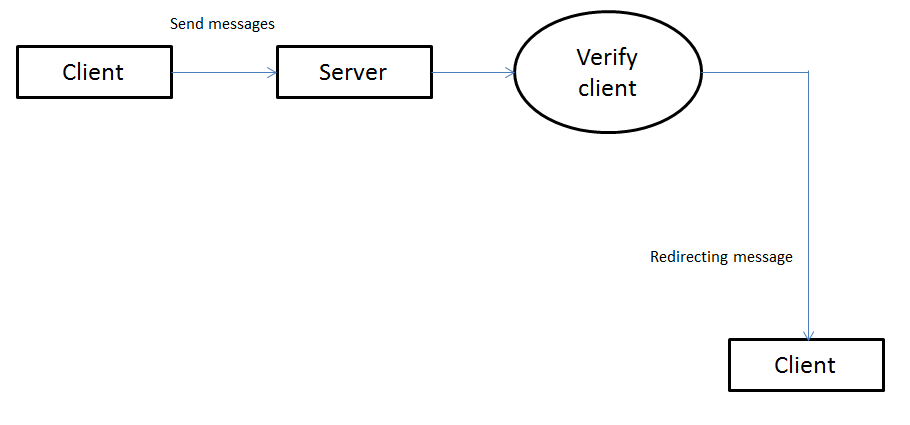 Send messages
Client
Server
Verify
client
Redirecting message
Client